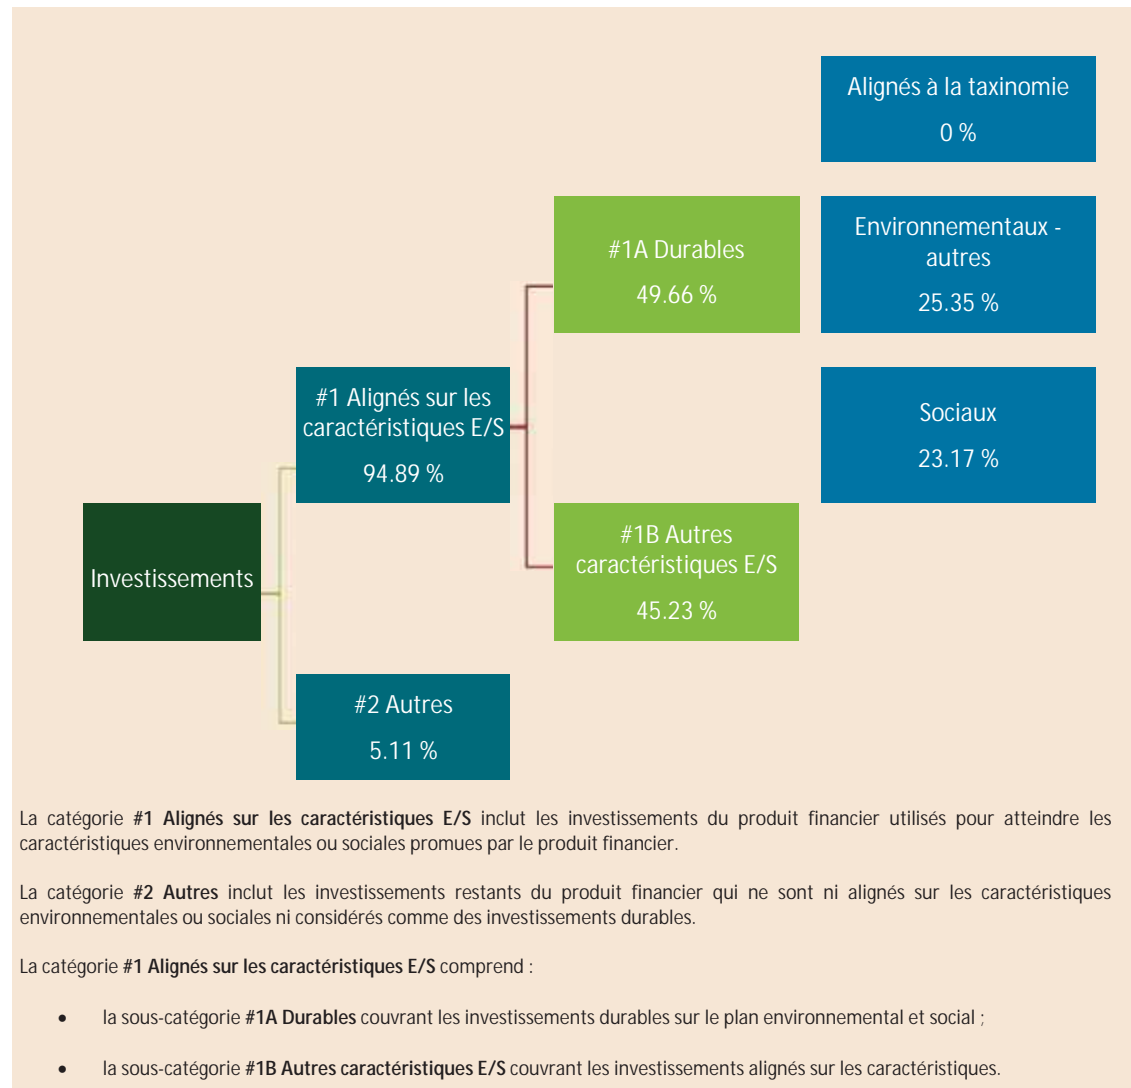 Alignés à la taxinomie
0 %
Environnementaux -
autres
25.35 %
#1A Durables
49.66 %
Sociaux
23.17 %
#1 Alignés sur les
caractéristiques E/S
94.89 %
#1B Autres
caractéristiques E/S
45.23 %
Investissements
#2 Autres
5.11 %
La catégorie #1 Alignés sur les caractéristiques E/S inclut les investissements du produit financier utilisés pour atteindre les
caractéristiques environnementales ou sociales promues par le produit financier.
La catégorie #2 Autres inclut les investissements restants du produit financier qui ne sont ni alignés sur les caractéristiques
environnementales ou sociales ni considérés comme des investissements durables.
La catégorie #1 Alignés sur les caractéristiques E/S comprend :
• la sous-catégorie #1A Durables couvrant les investissements durables sur le plan environnemental et social ;
• la sous-catégorie #1B Autres caractéristiques E/S couvrant les investissements alignés sur les caractéristiques.